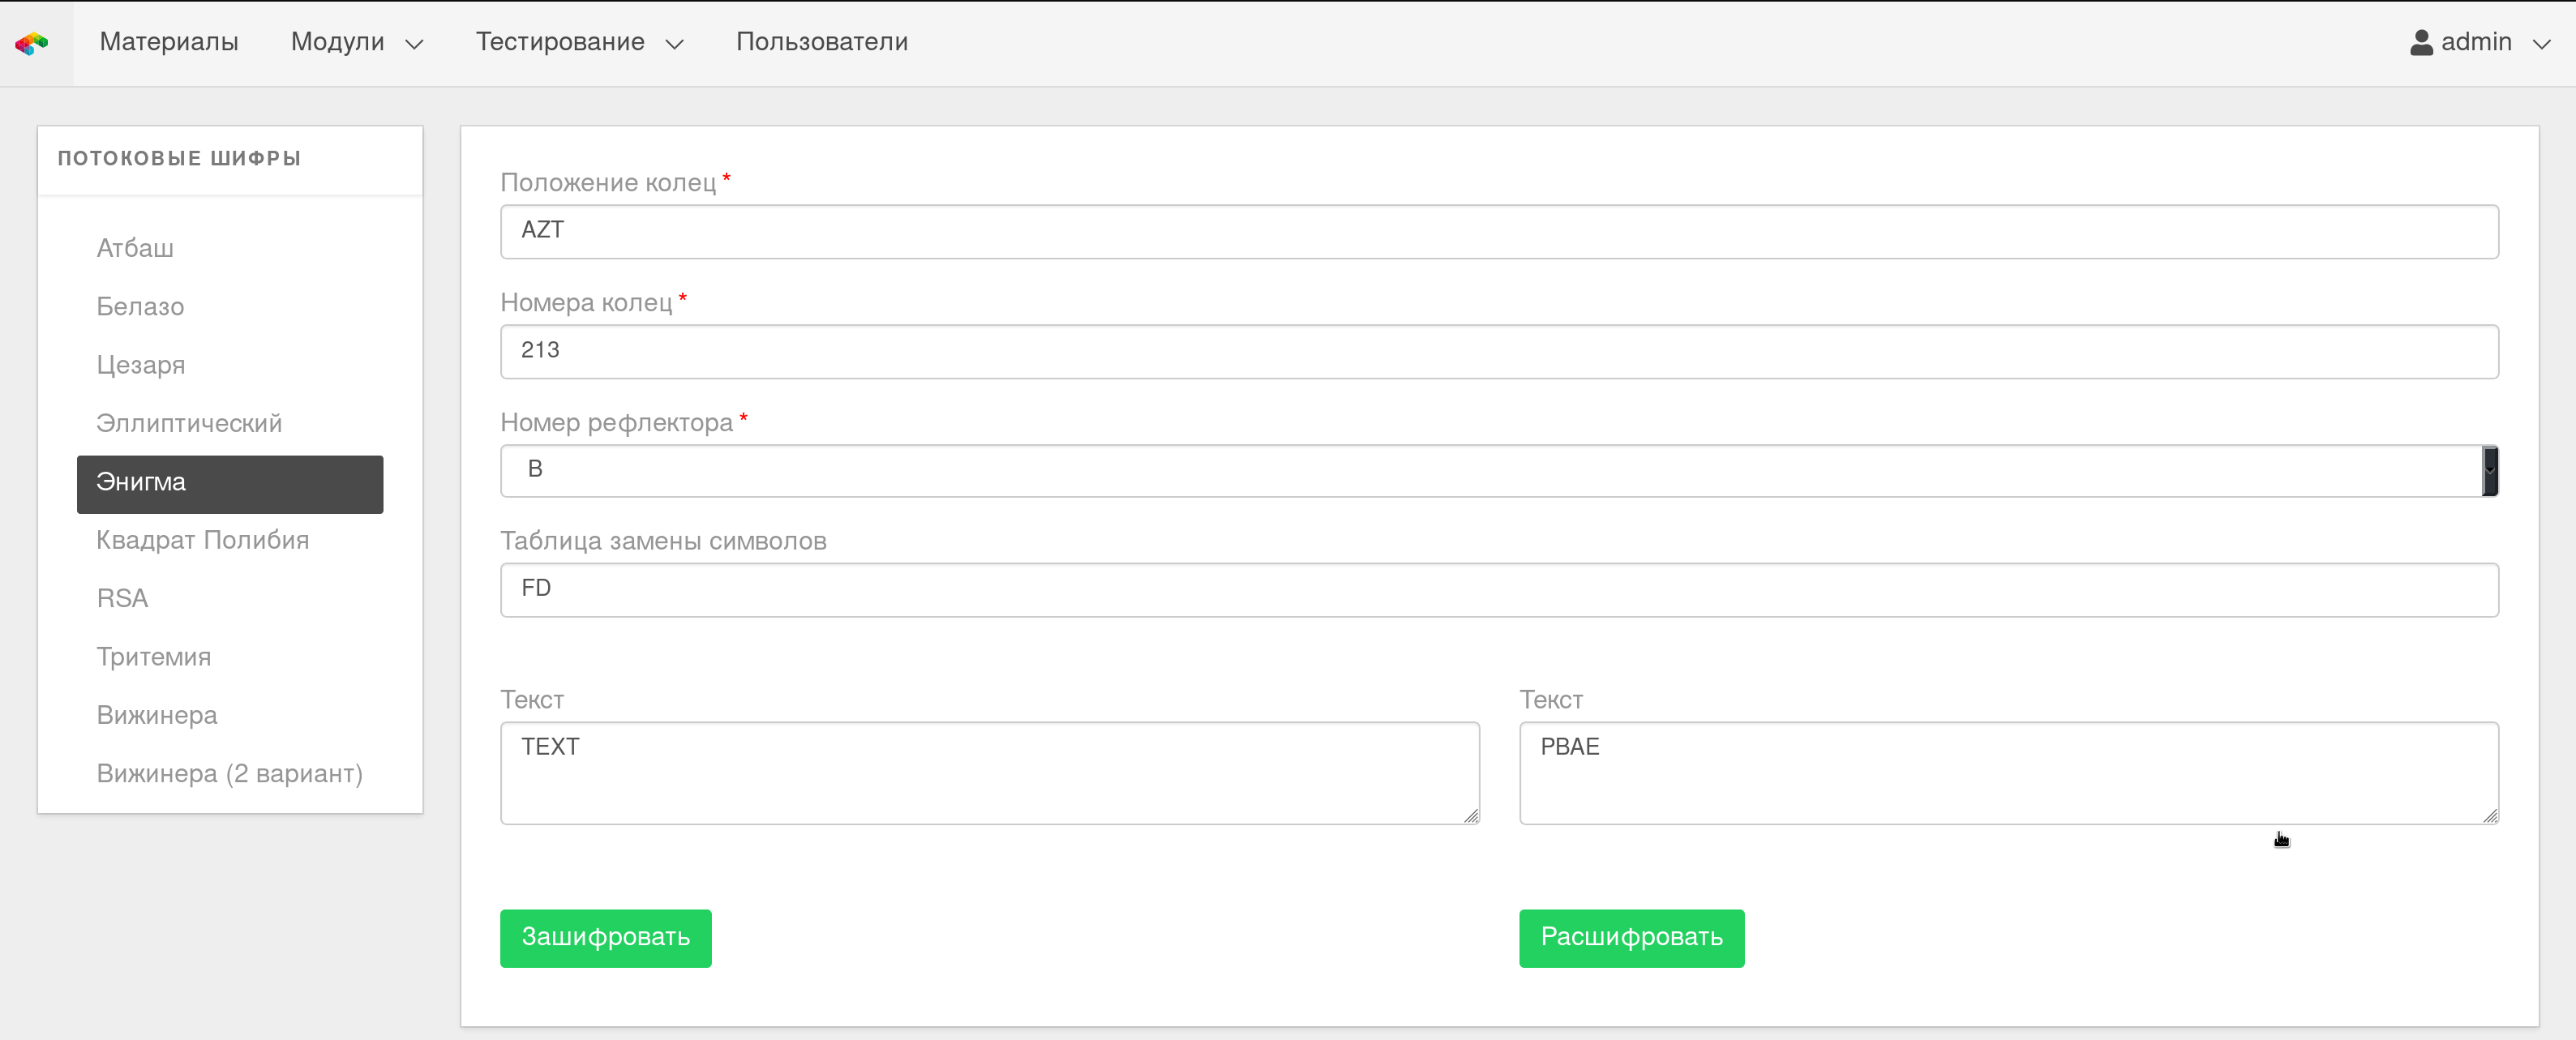 Материалы Модули Тестирование Пользователи admin
ПОТОКОВЫЕ ШИФРЫ
Атбаш
Белазо
Цезаря
Эллиптический
Энигма
Квадрат Полибия
RSA
Тритемия
Вижинера
Вижинера (2 вариант)
Положение колец *
AZT
Номера колец *
213
Номер рефлектора *
B
Таблица замены символов
FD
Текст
TEXT
Зашифровать
Текст
PBAE
Расшифровать